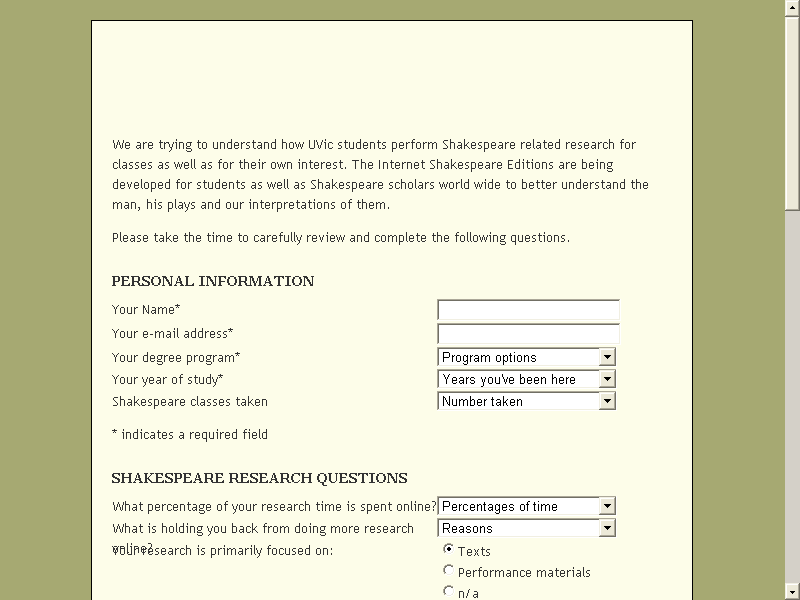 We are trying to understand how UVic students perform Shakespeare related research for
classes as well as for their own interest. The Internet Shakespeare Editions are being
developed for students as well as Shakespeare scholars world wide to better understand the
man, his plays and our interpretations of them.
Please take the time to carefully review and complete the following questions.
PERSONAL INFORMATION
Your Name*
Your e-mail address*
Your degree program* Program options
Your year of study* Years you've been here
Shakespeare classes taken Number taken
* indicates a required field
SHAKESPEARE RESEARCH QUESTIONS
What percentage of your research time is spent online? Percentages of time
What is holding you back from doing more research Reasons
online?
Your research is primarily focused on: Texts
Performance materials
n/a